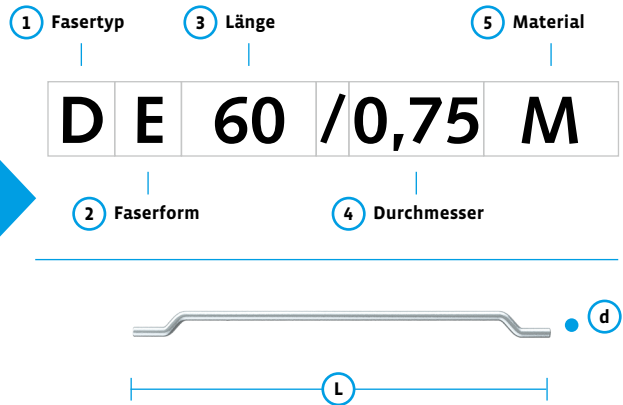 1 Fasertyp
3 Länge
5 Material
D E 60 /0,75 M
2 Faserform
4 Durchmesser
d
L